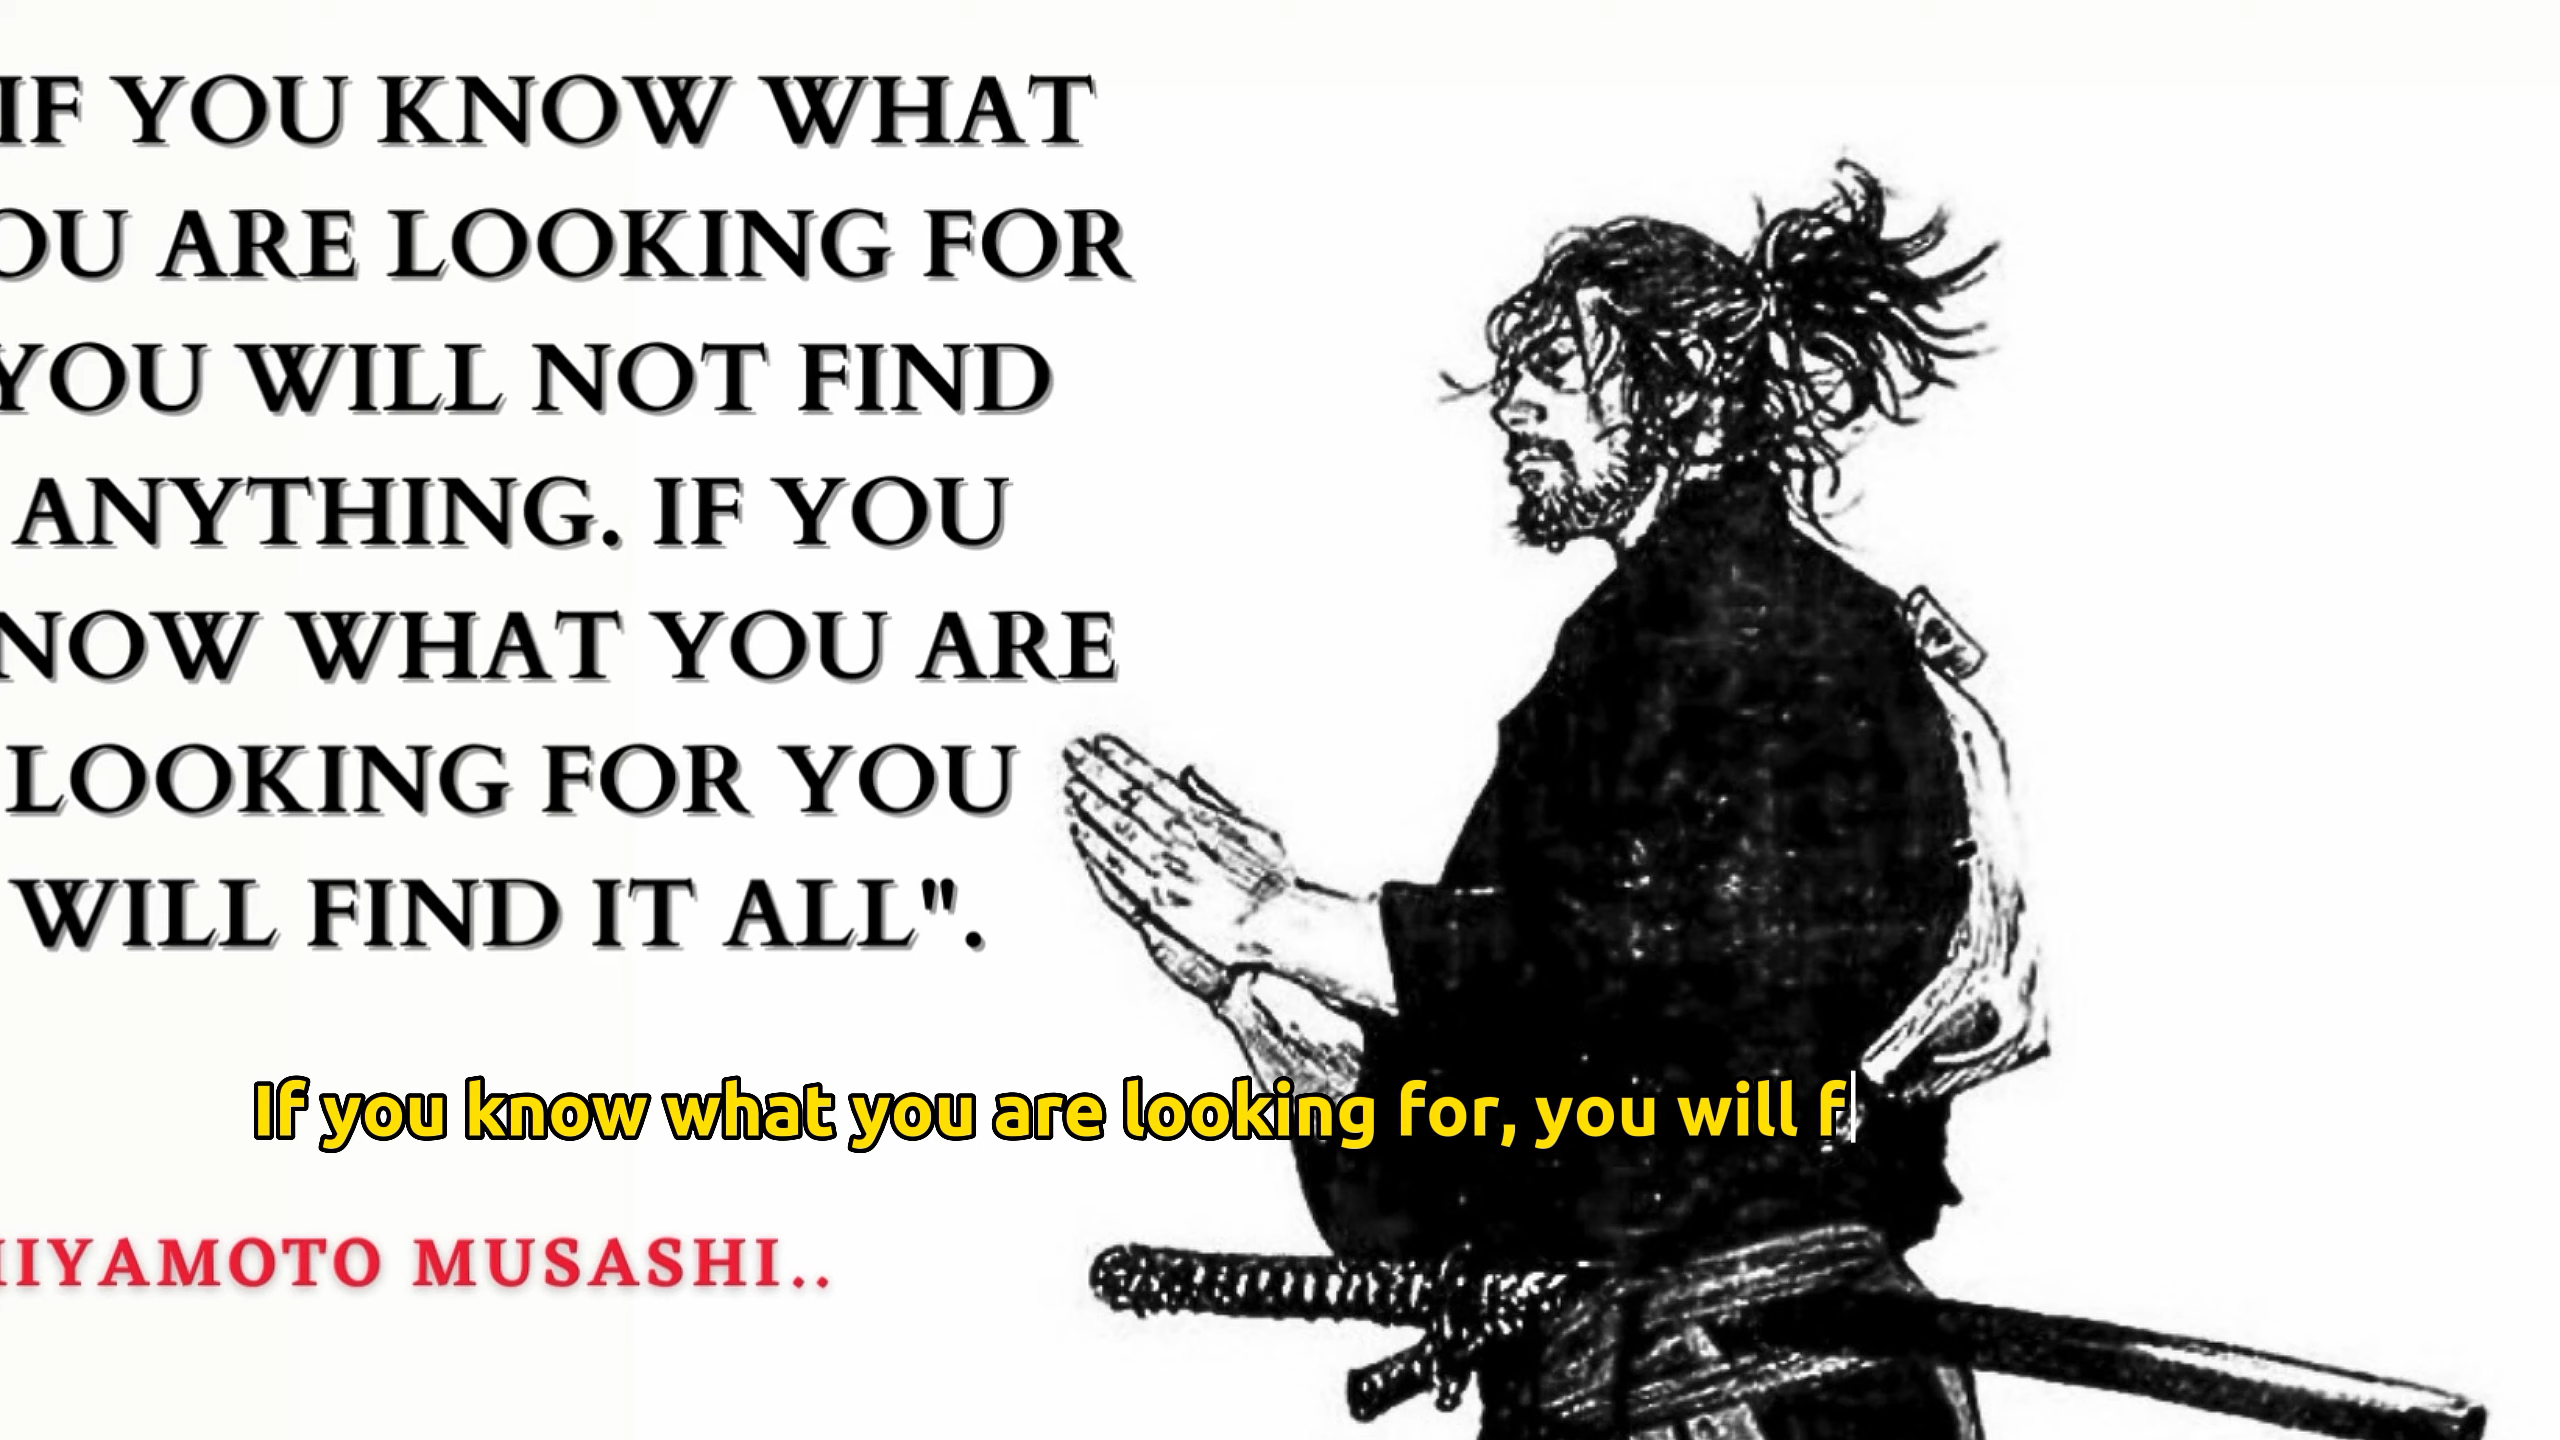 IF YOU KNOW WHAT
OU ARE LOOKING FOR
YOU WILL NOT FIND
ANYTHING. IF YOU
NOW WHAT YOU ARE
LOOKING FOR YOU
WILL FIND IT ALL".
If you know what you are looking for, you will f
IYAMOTO MUSASHI..